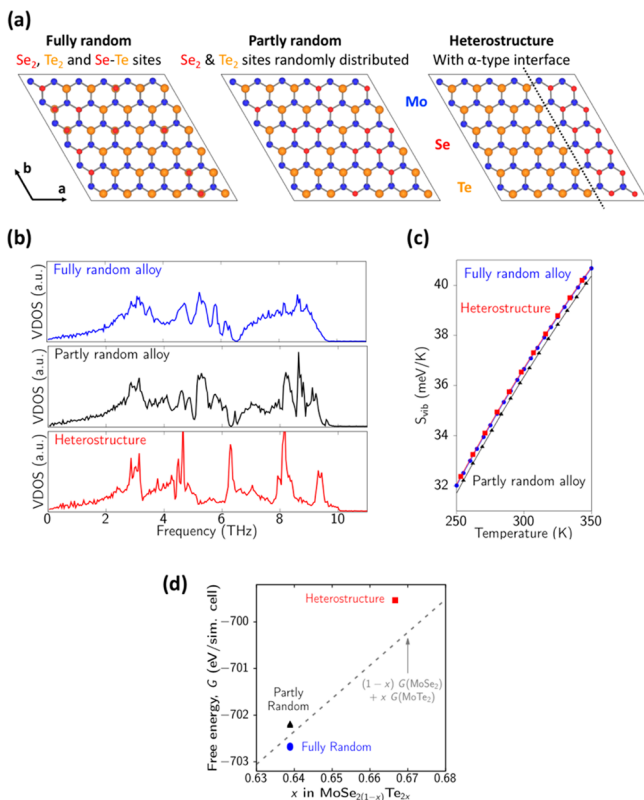 (a)
Fully random
Se2, Te2 and Se-Te sites
Partly random
Se2 & Te2 sites randomly distributed
Heterostructure
With α-type interface
Mo
Se
Te
b
a
(b)
Fully random alloy
VDOS (a.u.)
Partly random alloy
VDOS (a.u.)
Heterostructure
VDOS (a.u.)
0 2 4 6 8 10
Frequency (THz)
(c)
Fully random alloy
Heterostructure
Partly random alloy
40
38
36
34
32
Svib (meV/K)
250 300 350
Temperature (K)
(d)
Heterostructure
(1−x) G(MoSe2)
+ x G(MoTe2)
Partly
Random
Fully Random
−700
−701
−702
−703
Free energy, G (eV/sim. cell)
0.63 0.64 0.65 0.66 0.67 0.68
x in MoSe2(1−x)Te2x